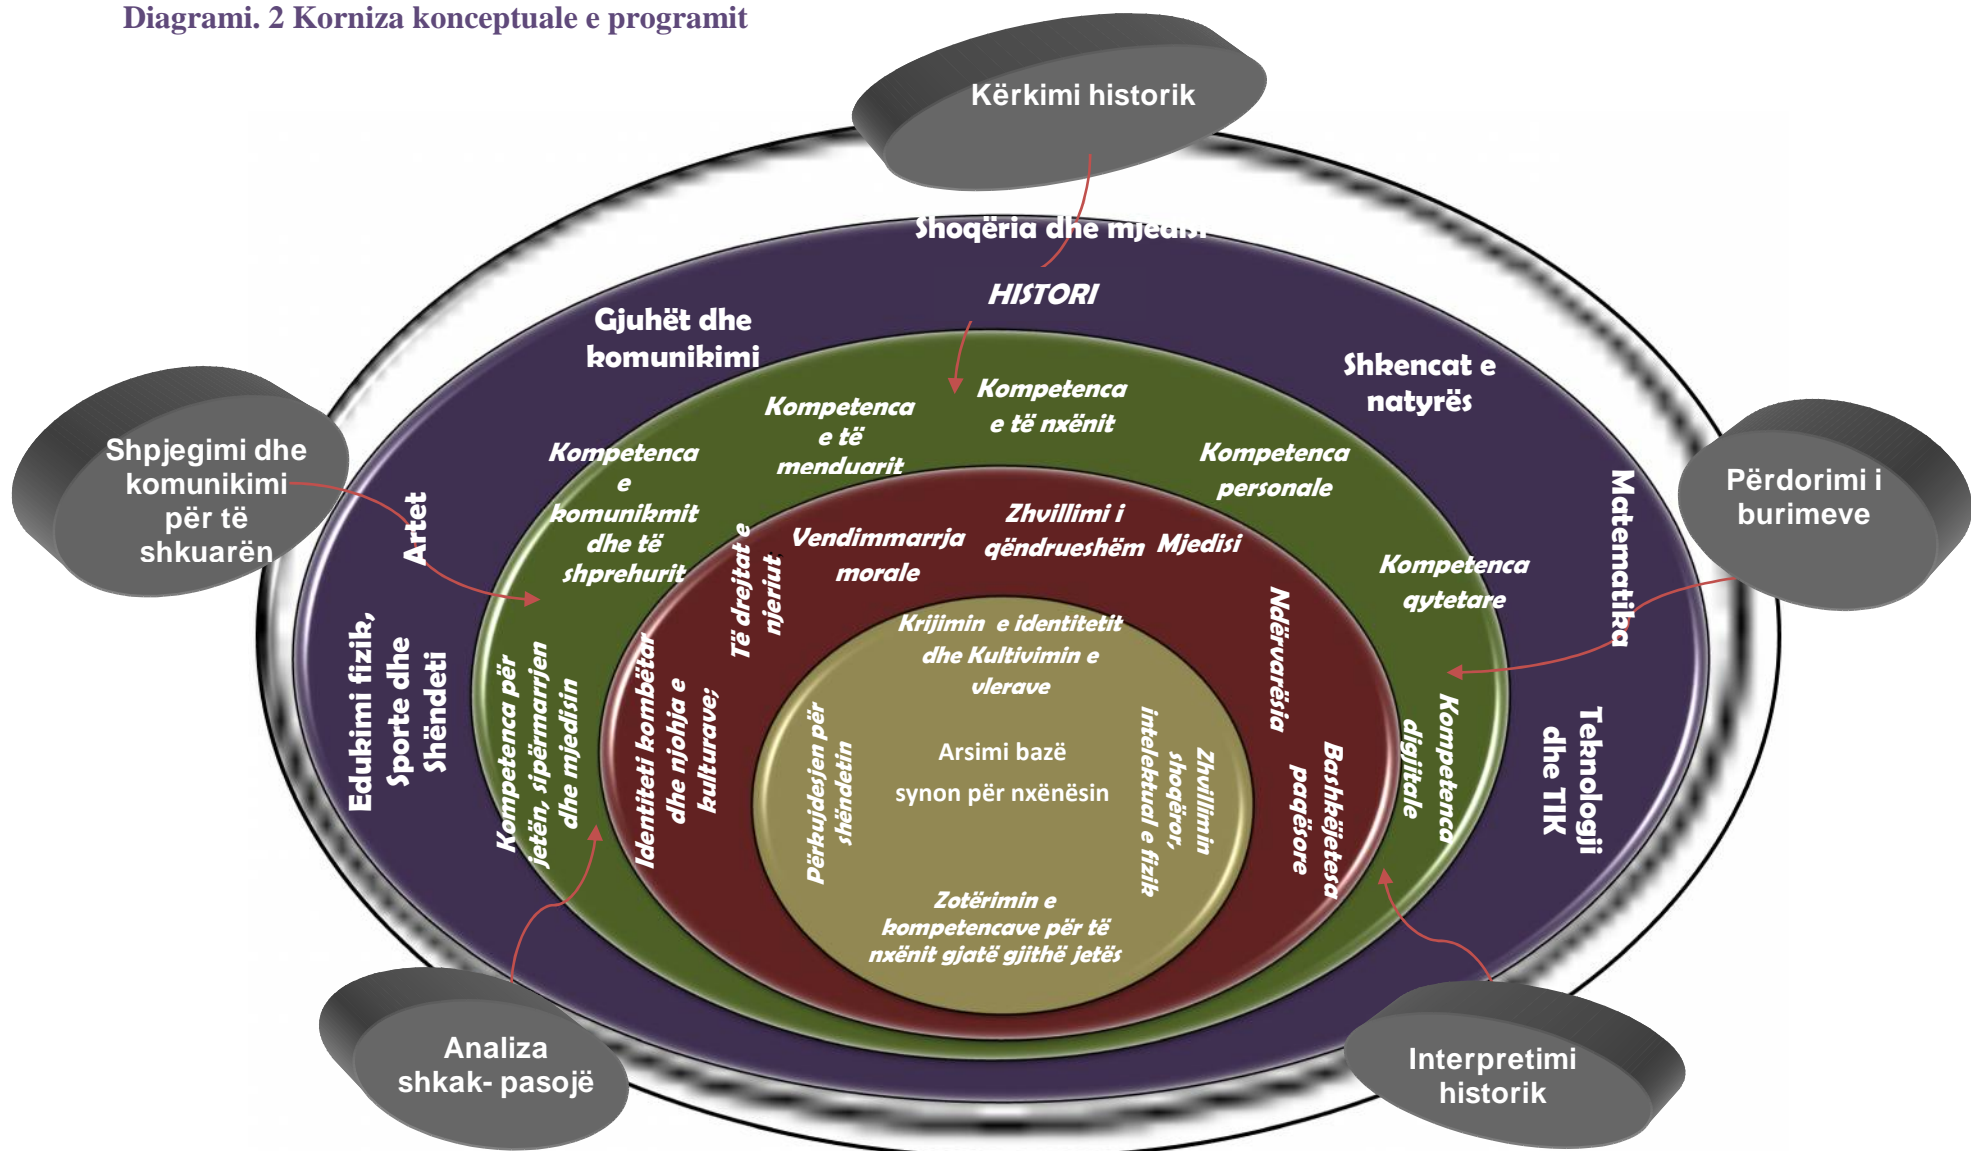 Diagrami. 2 Korniza konceptuale e programit
Kërkimi historik
Shoqëria dhe mjedisi
HISTORI
Gjuhët dhe
komunikimi
Shkencat e
natyrës
Shpjegimi dhe
komunikimi
për të
shkuarën
Përdorimi i
burimeve
Artet
Matematika
Edukimi fizik,
Sporte dhe
Shëndeti
Teknologji
dhe TIK
Kompetenca
e
komunikmit
dhe të
shprehurit
Kompetenca
e të
menduarit
Kompetenca
e të nxënit
Kompetenca
personale
Kompetenca
qytetare
Kompetenca
digjitale
Kompetenca për
jetën, sipërmarrjen
dhe mjedisin
Identiteti kombëtar
dhe njohja e
kulturave;
Të drejtat e
njeriut
Vendimmarrja
morale
Zhvillimi i
qëndrueshëm
Mjedisi
Ndërvarësia
Bashkëjetesa
paqësore
Krijimin e identitetit
dhe Kultivimin e
vlerave
Përkujdesjen për
shëndetin
Arsimi bazë
synon për nxënësin
Zhvillimin
shoqëror,
intelektual e fizik
Zotërimin e
kompetencave për të
nxënit gjatë gjithë jetës
Analiza
shkak- pasojë
Interpretimi
historik